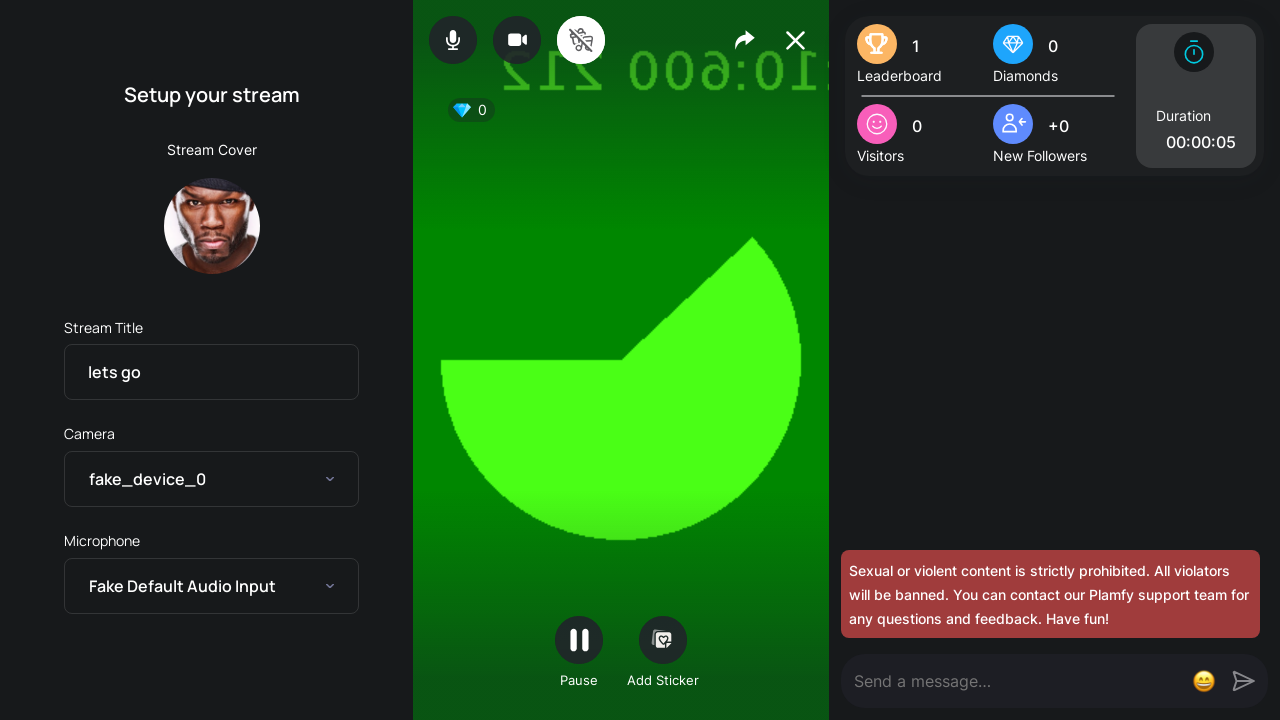 Setup your stream
Stream Cover
Stream Title
lets go
Camera
fake_device_0
Microphone
Fake Default Audio Input
0
Pause
Add Sticker
1
Leaderboard
0
Diamonds
0
Visitors
+0
New Followers
Duration
00:00:05
Sexual or violent content is strictly prohibited. All violators
will be banned. You can contact our Plamfy support team for
any questions and feedback. Have fun!
Send a message...